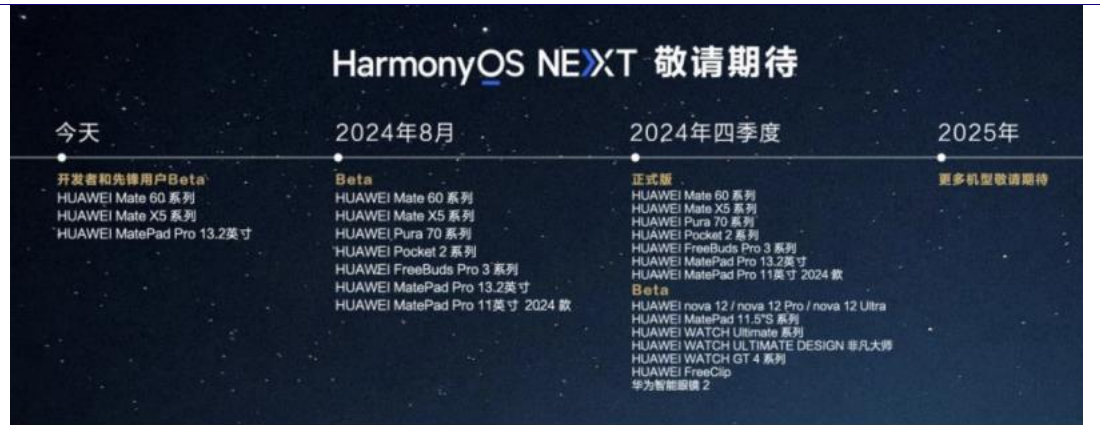 HarmonyOS NEXT 敬请期待
今天
开发者和先锋用户Beta
HUAWEI Mate 60 系列
HUAWEI Mate X5 系列
HUAWEI MatePad Pro 13.2英寸
2024年8月
Beta
HUAWEI Mate 60 系列
HUAWEI Mate X5 系列
HUAWEI Pura 70 系列
HUAWEI Pocket 2 系列
HUAWEI FreeBuds Pro 3 系列
HUAWEI MatePad Pro 13.2英寸
HUAWEI MatePad Pro 11英寸 2024 款
2024年四季度
正式版
HUAWEI Mate 60 系列
HUAWEI Mate X5 系列
HUAWEI Pura 70 系列
HUAWEI Pocket 2 系列
HUAWEI FreeBuds Pro 3 系列
HUAWEI MatePad Pro 13.2英寸
HUAWEI MatePad Pro 11英寸 2024 款
Beta
HUAWEI nova 12 / nova 12 Pro / nova 12 Ultra
HUAWEI MatePad 11.5"S 系列
HUAWEI WATCH Ultimate 系列
HUAWEI WATCH ULTIMATE DESIGN 非凡大师
HUAWEI WATCH GT 4 系列
HUAWEI FreeClip
华为智能眼镜 2
2025年
更多机型敬请期待